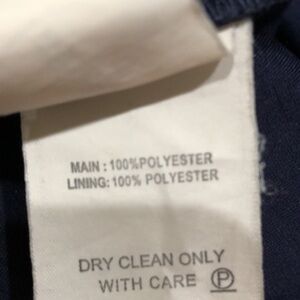 MAIN : 100%POLYESTER
LINING: 100% POLYESTER
DRY CLEAN ONLY
WITH CARE Ⓟ